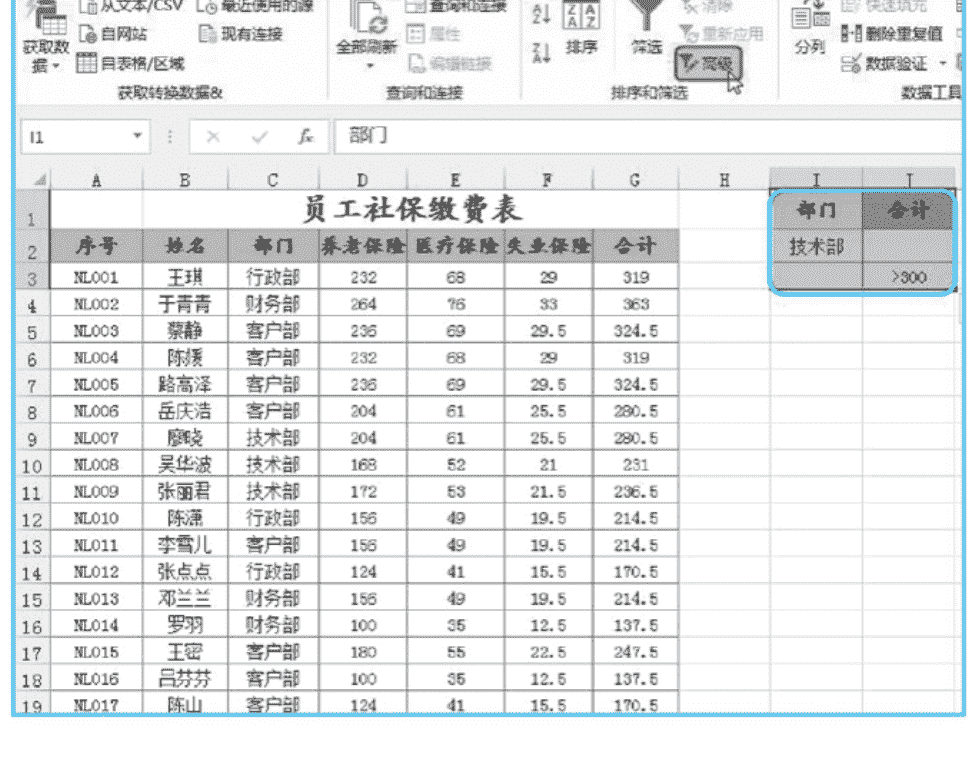 自文本/CSV 最近使用的源 查询和连接 清除 快速填充
获取数据 自网站 现有连接 全部刷新 属性 排序 筛选 重新应用 分列 删除重复值
自表格/区域 编辑链接 高级 数据验证
获取转换数据& 查询和连接 排序和筛选 数据工具
I1 fx 部门
A B C D E F G H I J
1 员工社保缴费表 部门 合计
2 序号 姓名 部门 养老保险 医疗保险 失业保险 合计 技术部
3 NL001 王琪 行政部 232 68 29 319 >300
4 NL002 于青青 财务部 264 76 33 363
5 NL003 蔡静 客户部 236 69 29.5 324.5
6 NL004 陈媛 客户部 232 68 29 319
7 NL005 路高泽 客户部 236 69 29.5 324.5
8 NL006 岳庆浩 客户部 204 61 25.5 280.5
9 NL007 廖晓 技术部 204 61 25.5 280.5
10 NL008 吴华波 技术部 168 52 21 231
11 NL009 张丽君 技术部 172 53 21.5 236.5
12 NL010 陈潇 行政部 156 49 19.5 214.5
13 NL011 李雪儿 客户部 156 49 19.5 214.5
14 NL012 张点点 行政部 124 41 15.5 170.5
15 NL013 邓兰兰 财务部 156 49 19.5 214.5
16 NL014 罗羽 财务部 100 35 12.5 137.5
17 NL015 王密 客户部 180 55 22.5 247.5
18 NL016 吕芬芬 客户部 100 35 12.5 137.5
19 NL017 陈山 客户部 124 41 15.5 170.5